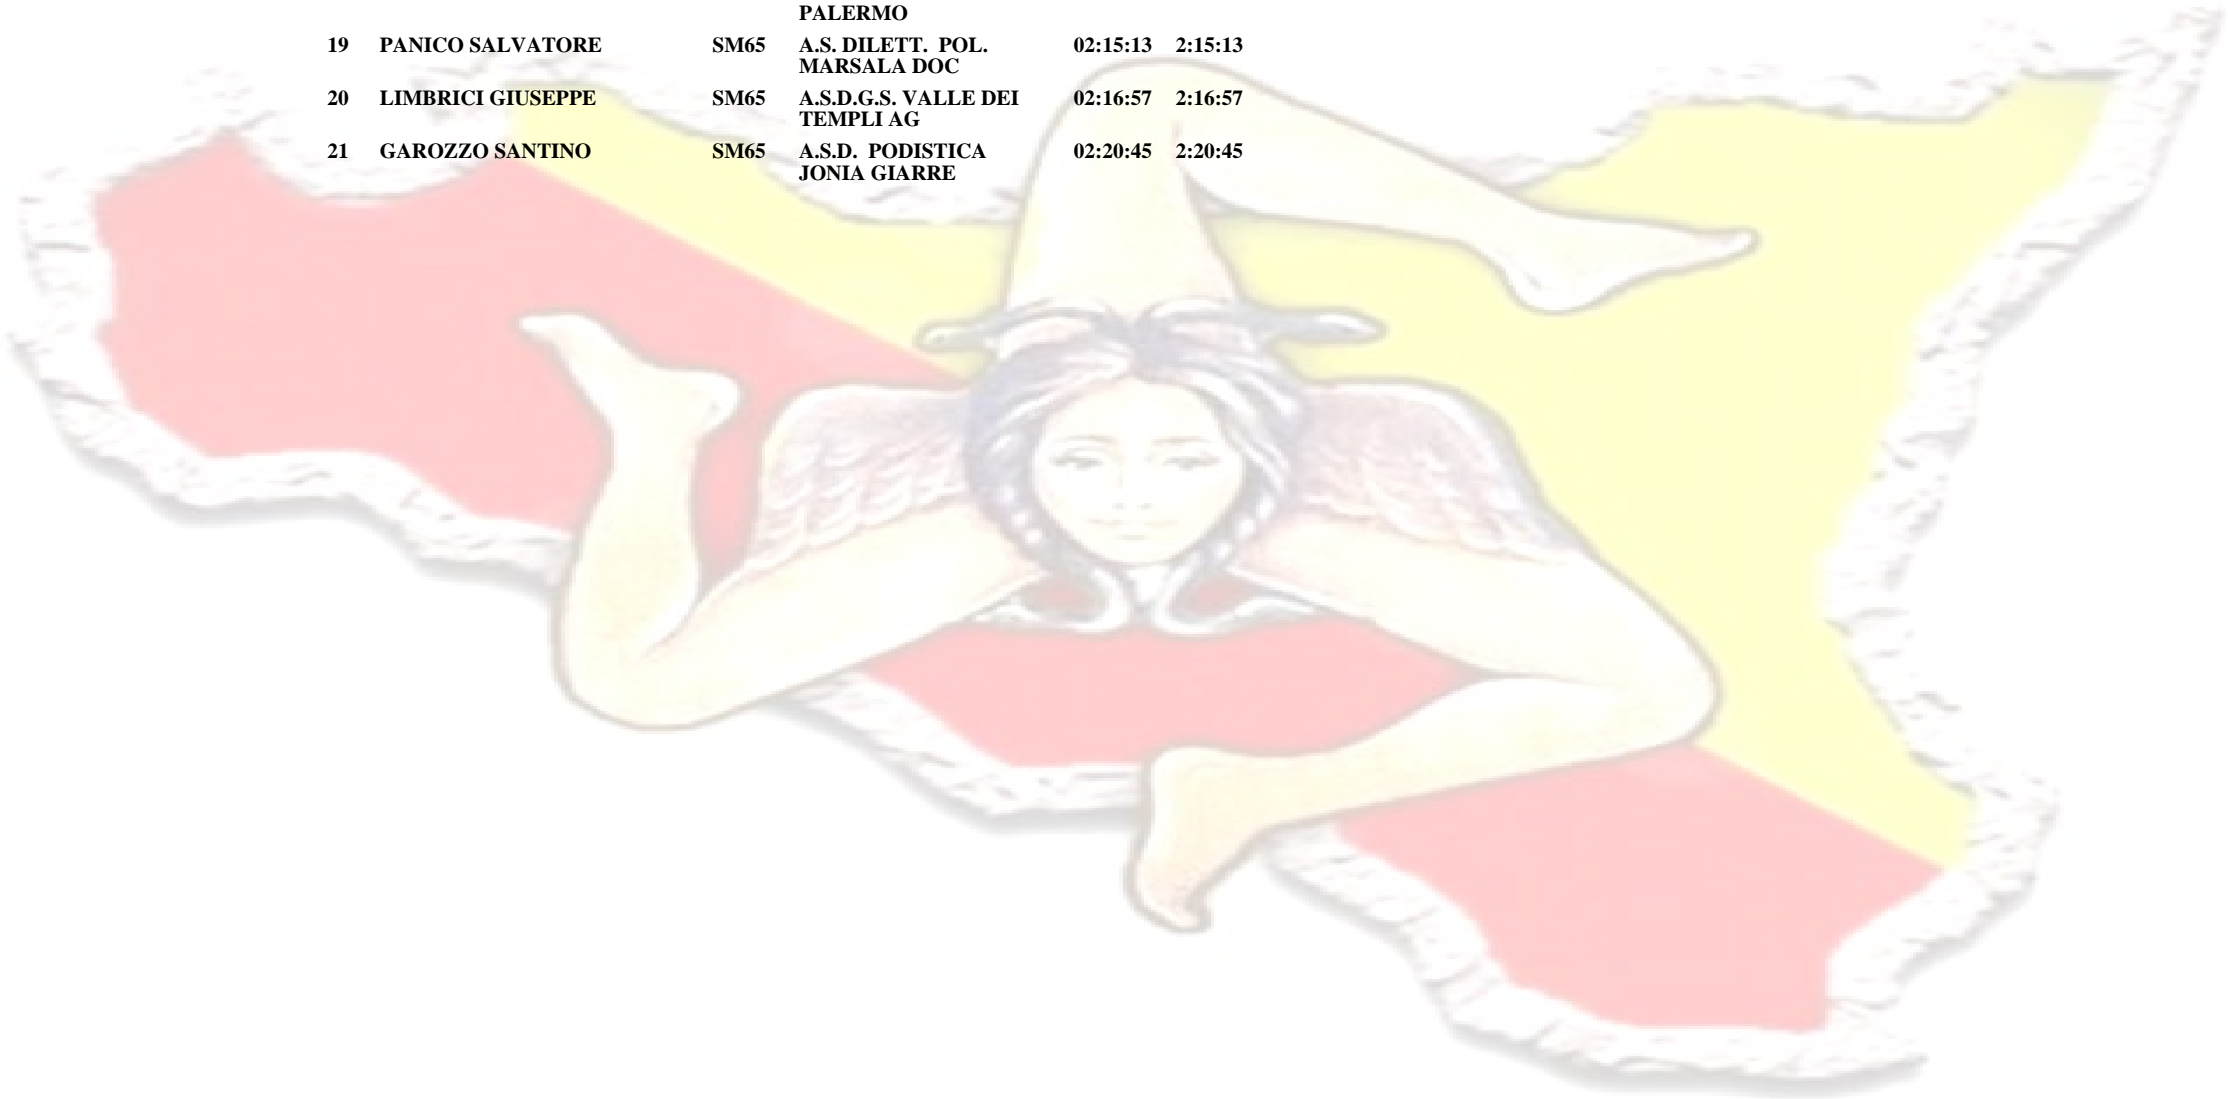 PALERMO
19 PANICO SALVATORE SM65 A.S. DILETT. POL. 02:15:13 2:15:13
MARSALA DOC
20 LIMBRICI GIUSEPPE SM65 A.S.D.G.S. VALLE DEI 02:16:57 2:16:57
TEMPLI AG
21 GAROZZO SANTINO SM65 A.S.D. PODISTICA 02:20:45 2:20:45
JONIA GIARRE